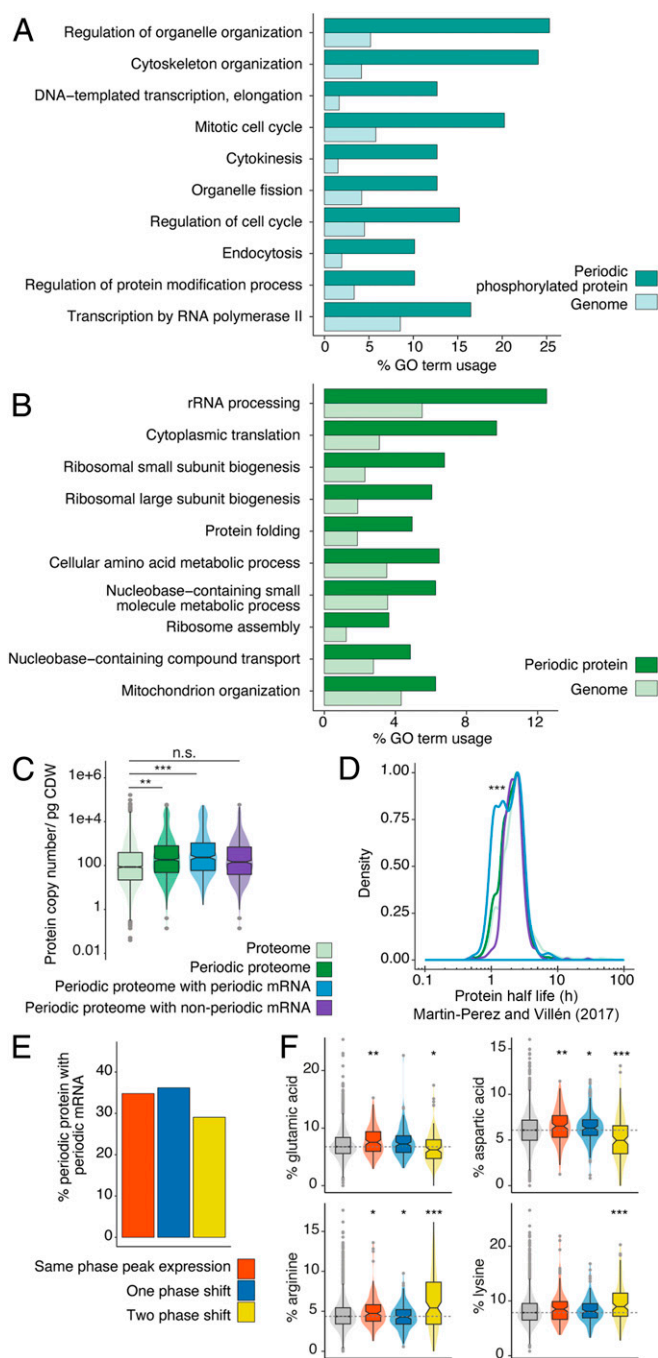 A
Regulation of organelle organization
Cytoskeleton organization
DNA−templated transcription, elongation
Mitotic cell cycle
Cytokinesis
Organelle fission
Regulation of cell cycle
Endocytosis
Regulation of protein modification process
Transcription by RNA polymerase II
Periodic
phosphorylated protein
Genome
0 5 10 15 20 25
% GO term usage
B
rRNA processing
Cytoplasmic translation
Ribosomal small subunit biogenesis
Ribosomal large subunit biogenesis
Protein folding
Cellular amino acid metabolic process
Nucleobase−containing small
molecule metabolic process
Ribosome assembly
Nucleobase−containing compound transport
Mitochondrion organization
Periodic protein
Genome
0 4 8 12
% GO term usage
C
n.s.
***
**
Protein copy number/ pg CDW
1e+6
1e+4
100
1
0.01
Proteome
Periodic proteome
Periodic proteome with periodic mRNA
Periodic proteome with non-periodic mRNA
D
***
Density
1.00
0.75
0.50
0.25
0.00
0.1 1 10 100
Protein half life (h)
Martin-Perez and Villén (2017)
E
% periodic protein with
periodic mRNA
40
30
20
10
0
Same phase peak expression
One phase shift
Two phase shift
F
% glutamic acid
20
10
0
** *
% aspartic acid
15
10
5
0
** * ***
% arginine
15
10
5
0
* * ***
% lysine
20
10
0
***